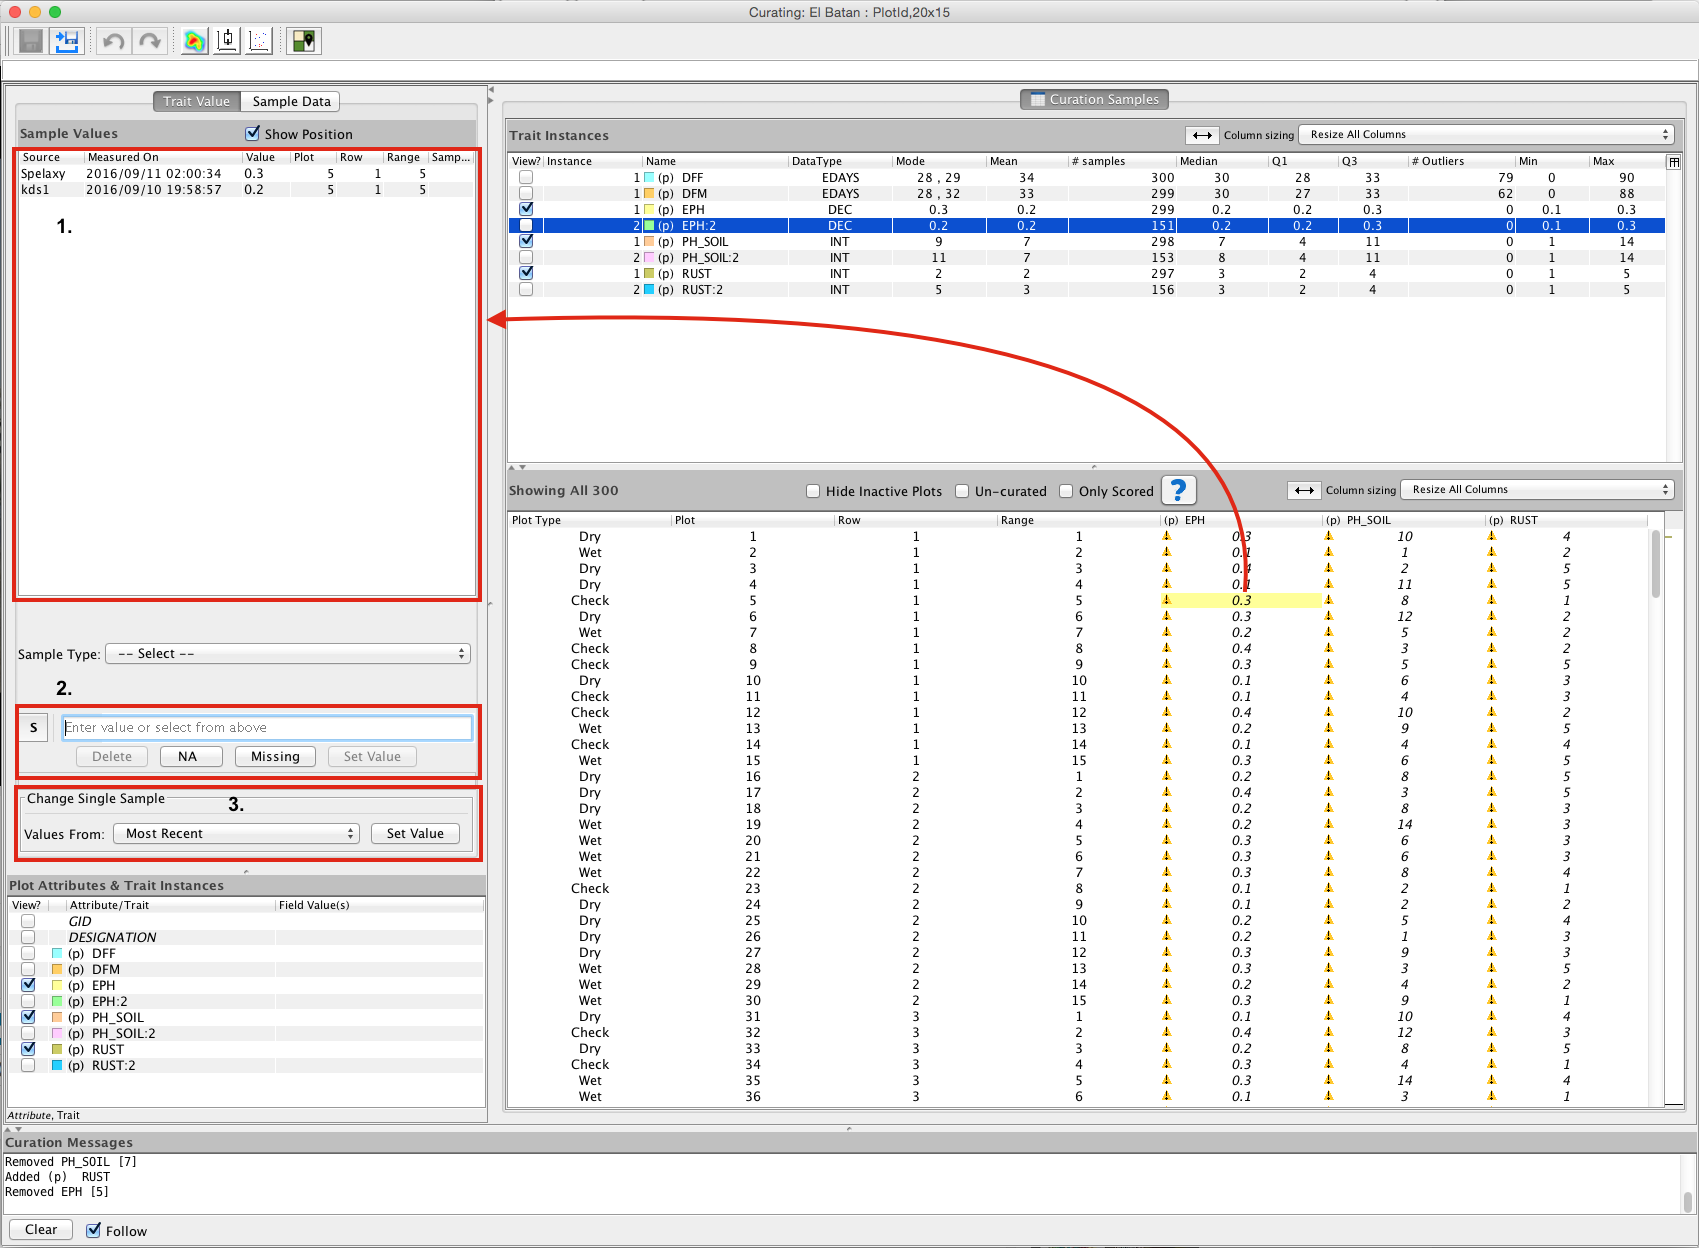 Curating: El Batan : PlotId,20x15
Trait Value Sample Data
Sample Values Show Position
Source Measured On Value Plot Row Range Samp...
Spelaxy 2016/09/11 02:00:34 0.3 5 1 5
kds1 2016/09/10 19:58:57 0.2 5 1 5
1.
Sample Type: -- Select --
2.
S Enter value or select from above
Delete NA Missing Set Value
Change Single Sample
3.
Values From: Most Recent Set Value
Plot Attributes & Trait Instances
View? Attribute/Trait Field Value(s)
GID
DESIGNATION
(p) DFF
(p) DFM
(p) EPH
(p) EPH:2
(p) PH_SOIL
(p) PH_SOIL:2
(p) RUST
(p) RUST:2
Attribute, Trait
Curation Samples
Trait Instances Column sizing Resize All Columns
View? Instance Name DataType Mode Mean # samples Median Q1 Q3 # Outliers Min Max
1 (p) DFF EDAYS 28 , 29 34 300 30 28 33 79 0 90
1 (p) DFM EDAYS 28 , 32 33 299 30 27 33 62 0 88
1 (p) EPH DEC 0.3 0.2 299 0.2 0.2 0.3 0 0.1 0.3
2 (p) EPH:2 DEC 0.2 0.2 151 0.2 0.2 0.3 0 0.1 0.3
1 (p) PH_SOIL INT 9 7 298 7 4 11 0 1 14
2 (p) PH_SOIL:2 INT 11 7 153 8 4 11 0 1 14
1 (p) RUST INT 2 2 297 3 2 4 0 1 5
2 (p) RUST:2 INT 5 3 156 3 2 4 0 1 5
Showing All 300 Hide Inactive Plots Un-curated Only Scored ? Column sizing Resize All Columns
Plot Type Plot Row Range (p) EPH (p) PH_SOIL (p) RUST
Dry 1 1 1 0.3 10 4
Wet 2 1 2 0.1 1 2
Dry 3 1 3 0.4 2 5
Dry 4 1 4 0.1 11 5
Check 5 1 5 0.3 8 1
Dry 6 1 6 0.3 12 2
Wet 7 1 7 0.2 5 2
Check 8 1 8 0.4 3 2
Check 9 1 9 0.3 5 5
Dry 10 1 10 0.1 6 3
Check 11 1 11 0.1 4 3
Check 12 1 12 0.4 10 2
Wet 13 1 13 0.2 9 5
Check 14 1 14 0.1 4 4
Wet 15 1 15 0.3 6 5
Dry 16 2 1 0.2 8 5
Dry 17 2 2 0.4 3 5
Dry 18 2 3 0.2 8 3
Wet 19 2 4 0.2 14 3
Wet 20 2 5 0.3 6 3
Wet 21 2 6 0.3 6 3
Wet 22 2 7 0.3 8 4
Check 23 2 8 0.1 2 1
Dry 24 2 9 0.1 2 2
Dry 25 2 10 0.2 5 4
Dry 26 2 11 0.2 1 3
Dry 27 2 12 0.3 9 3
Wet 28 2 13 0.3 3 5
Wet 29 2 14 0.2 4 2
Wet 30 2 15 0.3 9 1
Dry 31 3 1 0.1 10 4
Check 32 3 2 0.4 12 3
Dry 33 3 3 0.2 8 5
Check 34 3 4 0.3 4 1
Wet 35 3 5 0.3 14 4
Wet 36 3 6 0.1 3 1
Curation Messages
Removed PH_SOIL [7]
Added (p) RUST
Removed EPH [5]
Clear Follow